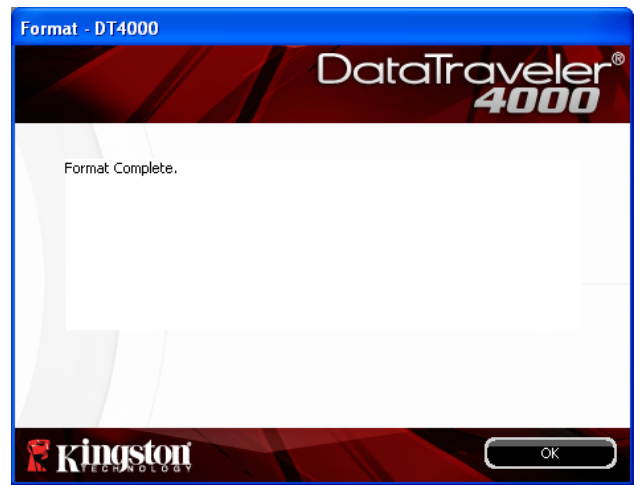 Format - DT4000
DataTraveler®
4000
Format Complete.
Kingston
TECHNOLOGY
OK